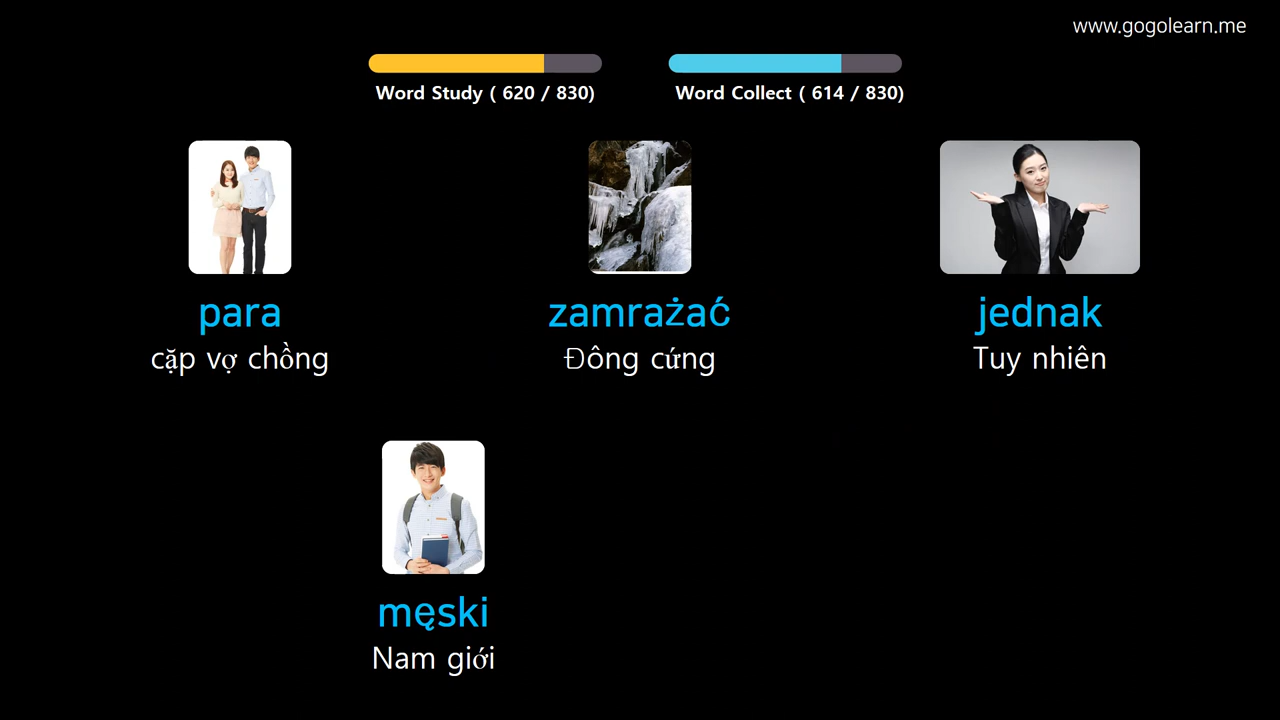 www.gogolearn.me
Word Study ( 620 / 830)
Word Collect ( 614 / 830)
para
cặp vợ chồng
zamrażać
Đông cứng
jednak
Tuy nhiên
męski
Nam giới